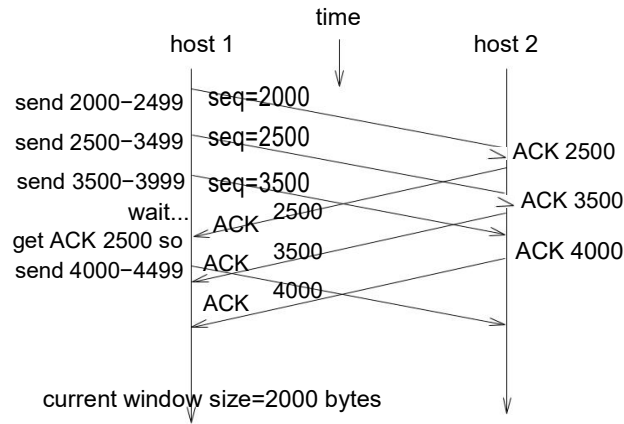 time
host 1
host 2
send 2000−2499
seq=2000
send 2500−3499
seq=2500
ACK 2500
send 3500−3999
seq=3500
ACK 3500
wait...
ACK 2500
get ACK 2500 so
ACK 4000
send 4000−4499
ACK 3500
ACK 4000
current window size=2000 bytes